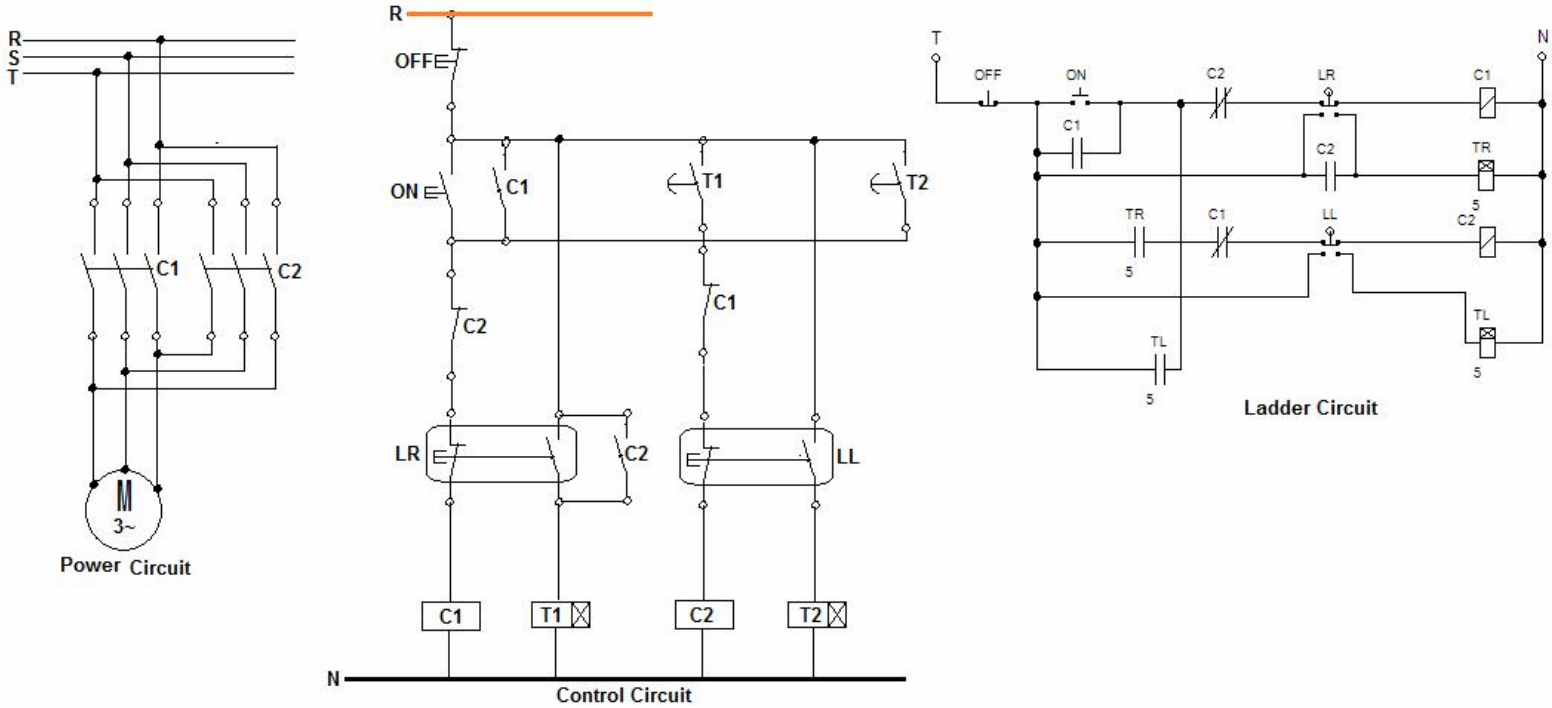 R
S
T
C1
C2
M
3~
Power Circuit
R
OFF
ON
C1
T1
T2
C2
C1
LR
C2
LL
C1
T1
C2
T2
N
Control Circuit
T
N
OFF
ON
C2
LR
C1
C1
C2
TR
5
TR
C1
LL
C2
5
TL
TL
5
5
Ladder Circuit